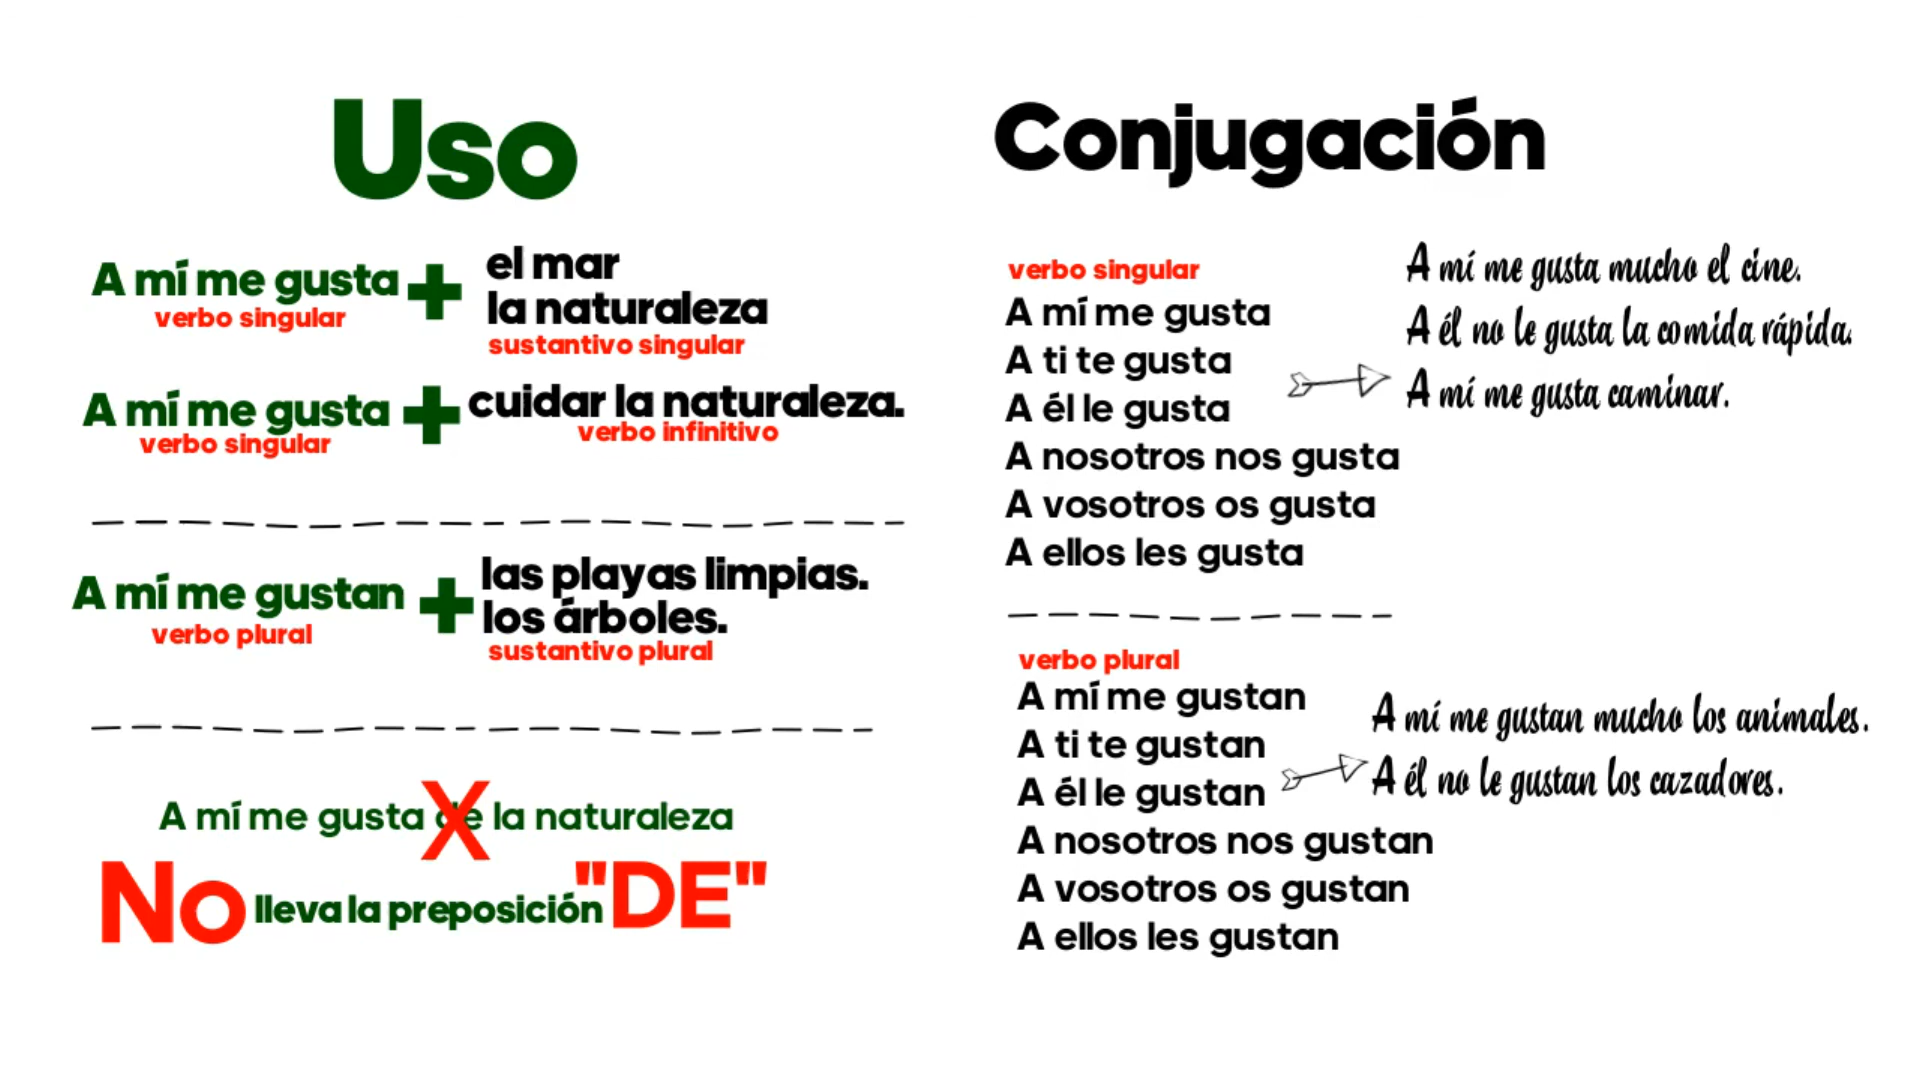 Uso
A mí me gusta + el mar
la naturaleza
verbo singular
sustantivo singular
A mí me gusta + cuidar la naturaleza.
verbo singular
verbo infinitivo
A mí me gustan + las playas limpias.
los árboles.
verbo plural
sustantivo plural
A mí me gusta de la naturaleza
X
No lleva la preposición "DE"
Conjugación
verbo singular
A mí me gusta
A ti te gusta
A él le gusta
A nosotros nos gusta
A vosotros os gusta
A ellos les gusta
A mí me gusta mucho el cine.
A él no le gusta la comida rápida.
A mí me gusta caminar.
verbo plural
A mí me gustan
A ti te gustan
A él le gustan
A nosotros nos gustan
A vosotros os gustan
A ellos les gustan
A mí me gustan mucho los animales.
A él no le gustan los cazadores.